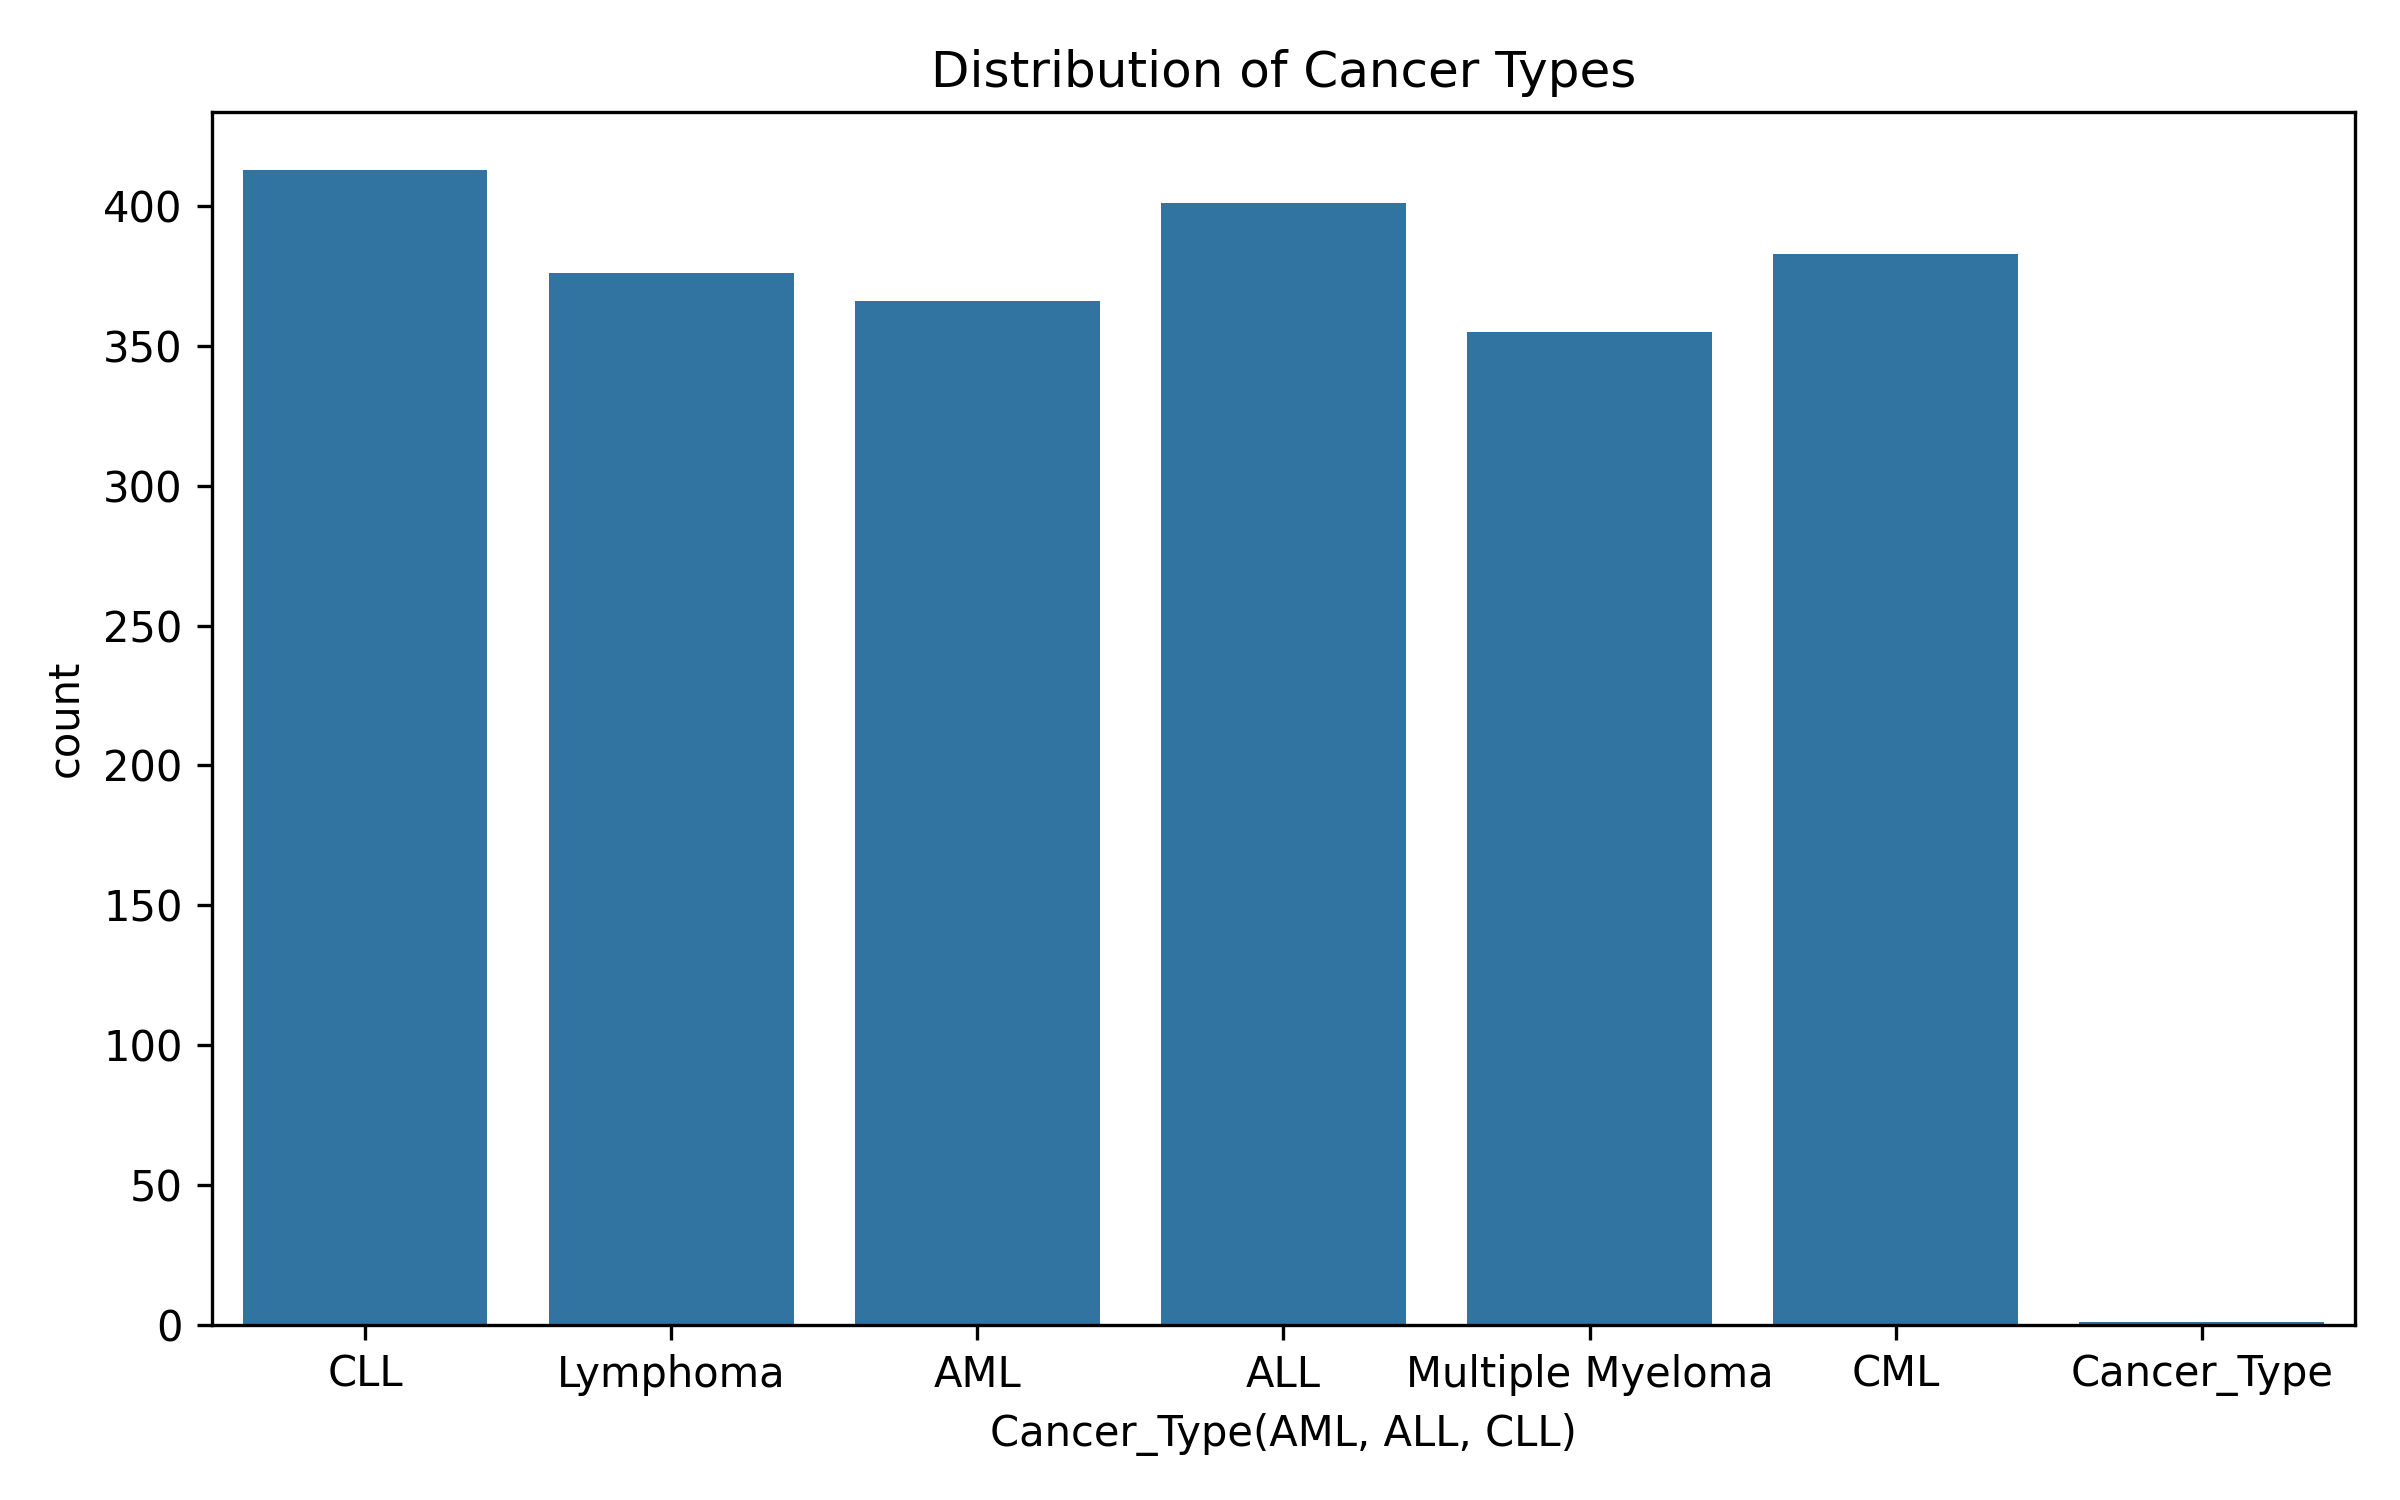 Distribution of Cancer Types
400
350
300
250
200
150
100
50
0
count
CLL
Lymphoma
AML
ALL
Multiple Myeloma
CML
Cancer_Type
Cancer_Type(AML, ALL, CLL)